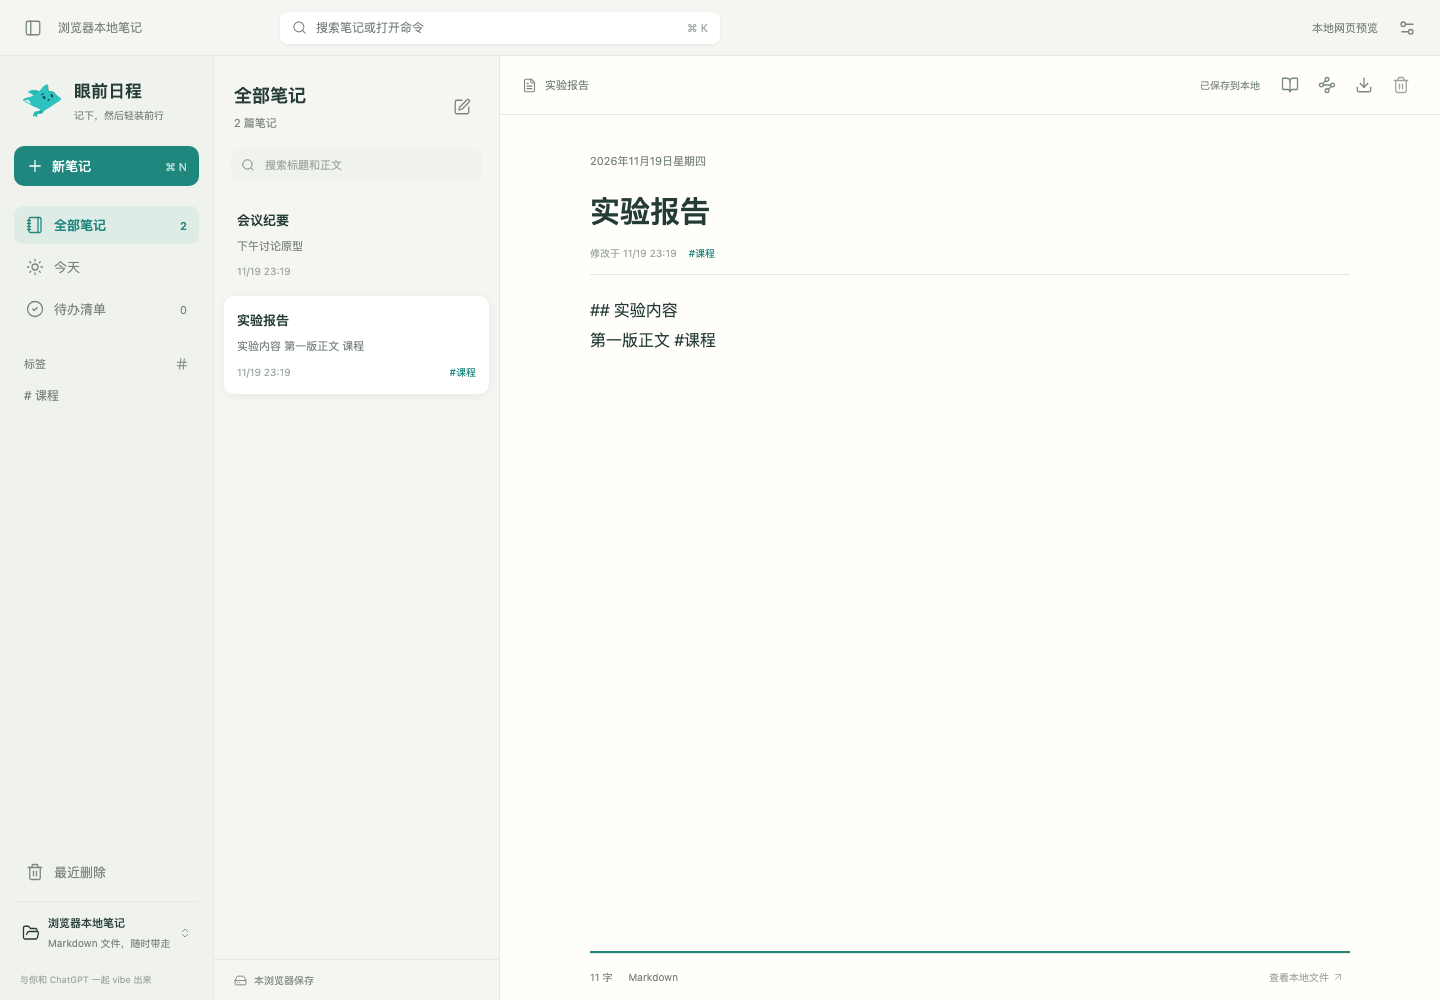 浏览器本地笔记
搜索笔记或打开命令
⌘ K
本地网页预览
眼前日程
记下，然后轻装前行
新笔记
⌘ N
全部笔记
2
今天
待办清单
0
标签
# 课程
最近删除
浏览器本地笔记
Markdown 文件，随时带走
与你和 ChatGPT 一起 vibe 出来
全部笔记
2 篇笔记
搜索标题和正文
会议纪要
下午讨论原型
11/19 23:19
实验报告
实验内容 第一版正文 课程
11/19 23:19
#课程
本浏览器保存
实验报告
已保存到本地
2026年11月19日星期四
实验报告
修改于 11/19 23:19 #课程
## 实验内容
第一版正文 #课程
11 字 Markdown
查看本地文件